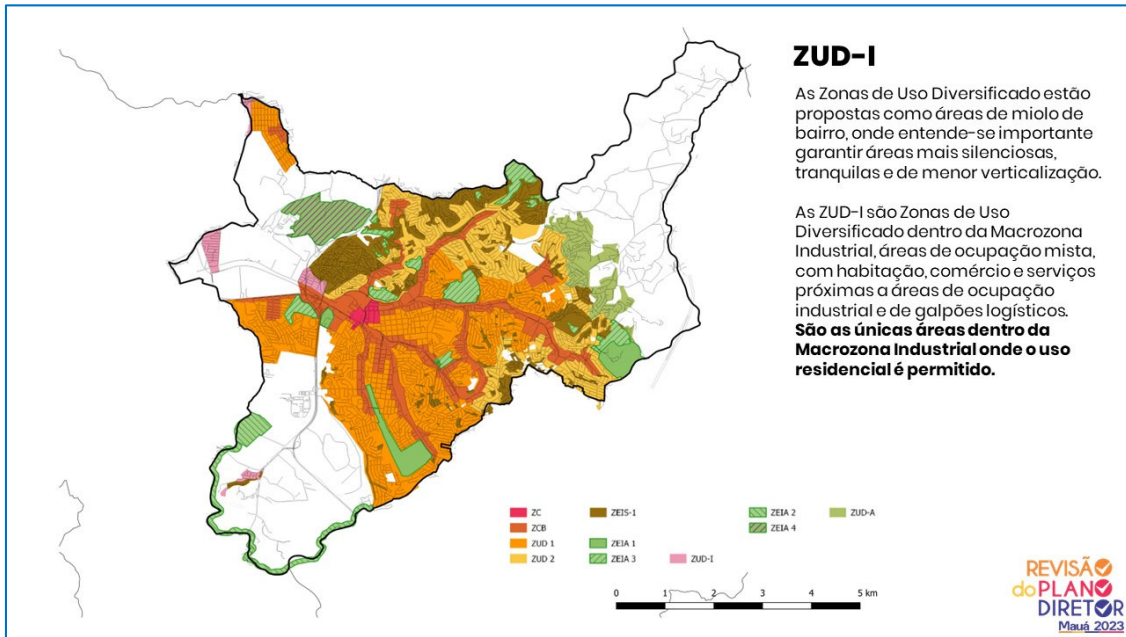 ZUD-I
As Zonas de Uso Diversificado estão
propostas como áreas de miolo de
bairro, onde entende-se importante
garantir áreas mais silenciosas,
tranquilas e de menor verticalização.
As ZUD-I são Zonas de Uso
Diversificado dentro da Macrozona
Industrial, áreas de ocupação mista,
com habitação, comércio e serviços
próximas a áreas de ocupação
industrial e de galpões logísticos.
São as únicas áreas dentro da
Macrozona Industrial onde o uso
residencial é permitido.
ZC
ZCB
ZUD 1
ZUD 2
ZEIS-1
ZEIA 1
ZEIA 3
ZUD-I
ZEIA 2
ZEIA 4
ZUD-A
0 1 2 3 4 5 km
REVISÃO
do PLANO
DIRETOR
Mauá 2023